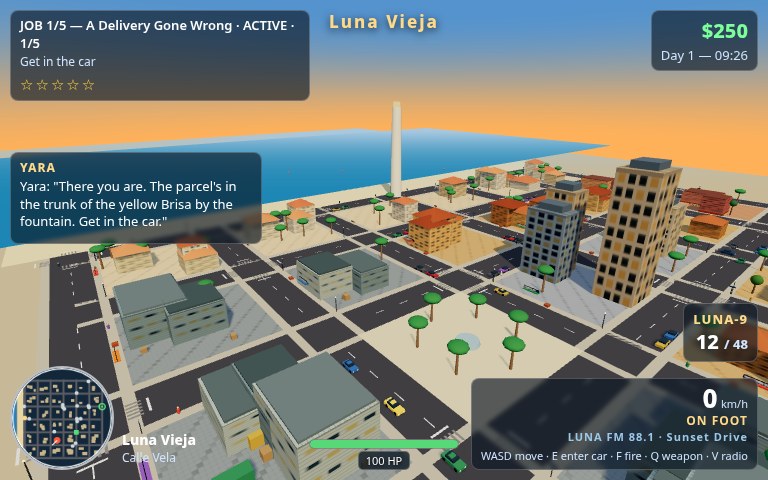 JOB 1/5 — A Delivery Gone Wrong · ACTIVE ·
1/5
Get in the car
☆☆☆☆☆
Luna Vieja
$250
Day 1 — 09:26
YARA
Yara: "There you are. The parcel's in
the trunk of the yellow Brisa by the
fountain. Get in the car."
LUNA-9
12 / 48
0 km/h
ON FOOT
LUNA FM 88.1 · Sunset Drive
WASD move · E enter car · F fire · Q weapon · V radio
Luna Vieja
Calle Vela
100 HP